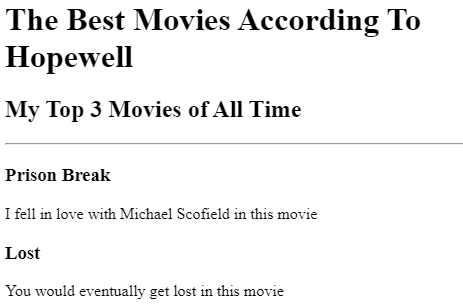 The Best Movies According To
Hopewell
My Top 3 Movies of All Time
Prison Break
I fell in love with Michael Scofield in this movie
Lost
You would eventually get lost in this movie